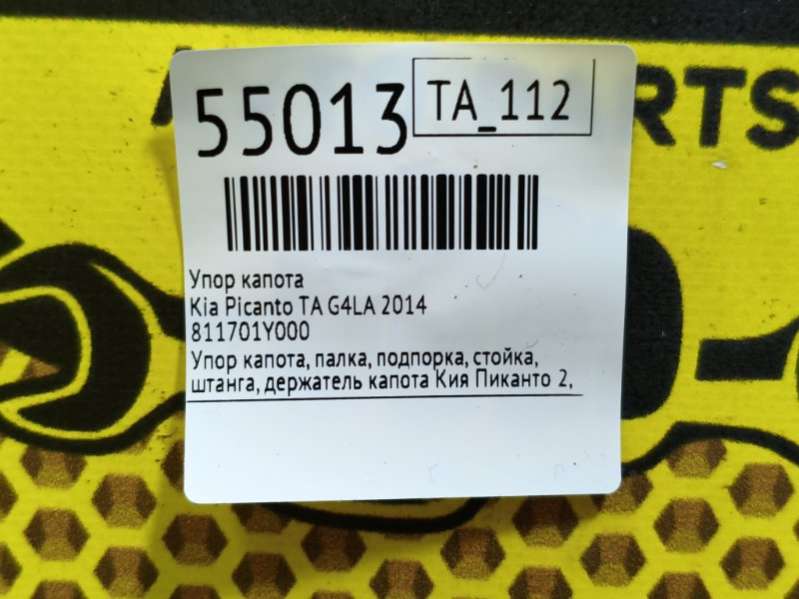 55013
TA_112
RTS
Упор капота
Kia Picanto TA G4LA 2014
811701Y000
Упор капота, палка, подпорка, стойка,
штанга, держатель капота Кия Пиканто 2,